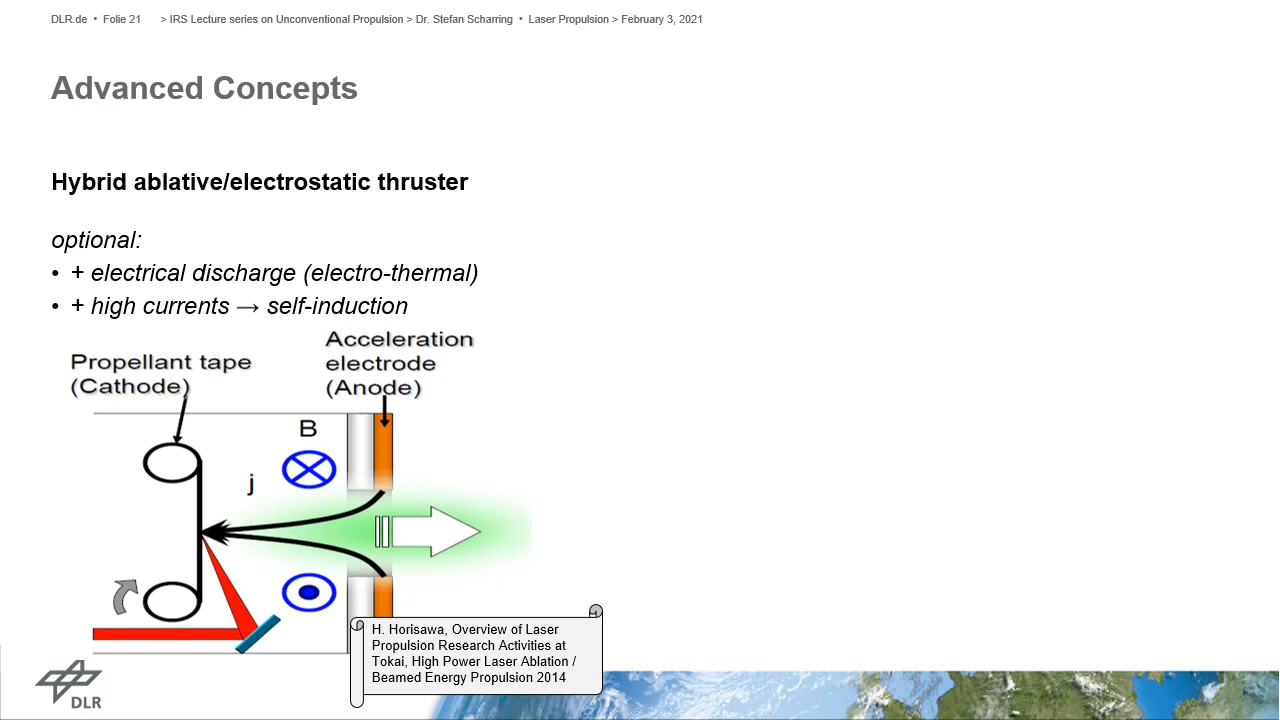 DLR.de • Folie 21 > IRS Lecture series on Unconventional Propulsion > Dr. Stefan Scharring • Laser Propulsion > February 3, 2021
Advanced Concepts
Hybrid ablative/electrostatic thruster
optional:
• + electrical discharge (electro-thermal)
• + high currents → self-induction
Propellant tape
(Cathode)
Acceleration
electrode
(Anode)
B
j
H. Horisawa, Overview of Laser
Propulsion Research Activities at
Tokai, High Power Laser Ablation /
Beamed Energy Propulsion 2014
DLR